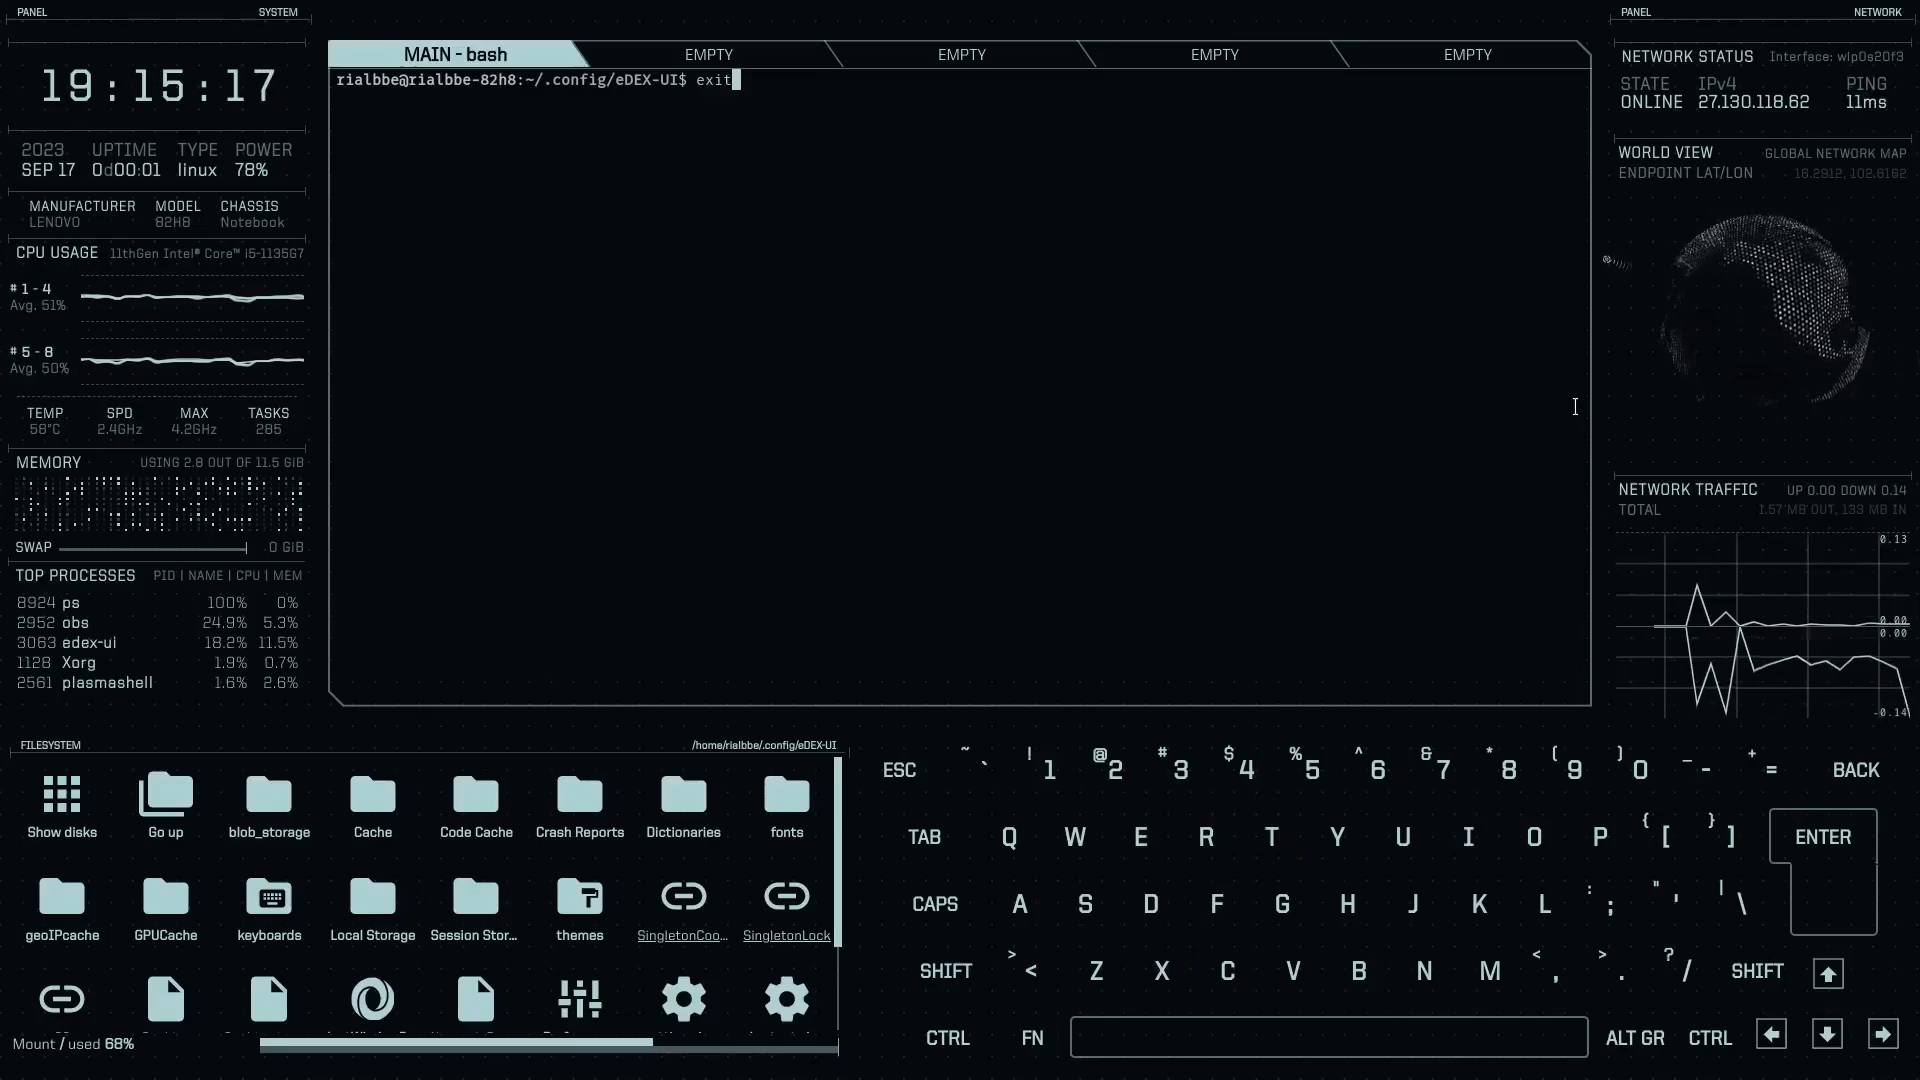 PANEL SYSTEM
19:15:17
2023 UPTIME TYPE POWER
SEP 17 0d00:01 linux 78%
MANUFACTURER MODEL CHASSIS
LENOVO 82H8 Notebook
CPU USAGE 11thGen Intel® Core™ i5-1135G7
# 1 - 4
Avg. 51%
# 5 - 8
Avg. 50%
TEMP SPD MAX TASKS
58°C 2.4GHz 4.2GHz 285
MEMORY USING 2.8 OUT OF 11.5 GIB
SWAP 0 GIB
TOP PROCESSES PID | NAME | CPU | MEM
8924 ps 100% 0%
2952 obs 24.9% 5.3%
3063 edex-ui 18.2% 11.5%
1128 Xorg 1.9% 0.7%
2561 plasmashell 1.6% 2.6%
MAIN - bash EMPTY EMPTY EMPTY EMPTY
rialbbe@rialbbe-82h8:~/.config/eDEX-UI$ exit
PANEL NETWORK
NETWORK STATUS Interface: wlp0s20f3
STATE IPv4 PING
ONLINE 27.130.118.62 11ms
WORLD VIEW GLOBAL NETWORK MAP
ENDPOINT LAT/LON 16.2912, 102.6162
NETWORK TRAFFIC UP 0.00 DOWN 0.14
TOTAL 1.57 MB OUT, 133 MB IN
0.13
0.00
0.00
-0.14
FILESYSTEM /home/rialbbe/.config/eDEX-UI
Show disks Go up blob_storage Cache Code Cache Crash Reports Dictionaries fonts
geoIPcache GPUCache keyboards Local Storage Session Stor... themes SingletonCoo... SingletonLock
Mount / used 68%
ESC ~ ` ! 1 @ 2 # 3 $ 4 % 5 ^ 6 & 7 * 8 ( 9 ) 0 _ - + = BACK
TAB Q W E R T Y U I O P { [ } ] ENTER
CAPS A S D F G H J K L : ; " ' | \
SHIFT > < Z X C V B N M < , > . ? / SHIFT
CTRL FN ALT GR CTRL